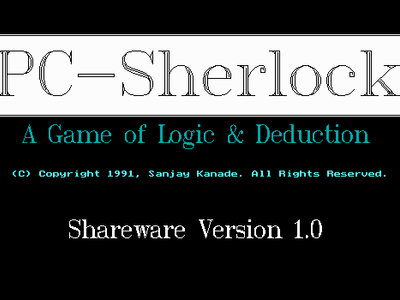 PC-Sherlock
A Game of Logic & Deduction
(C) Copyright 1991, Sanjay Kanade. All Rights Reserved.
Shareware Version 1.0